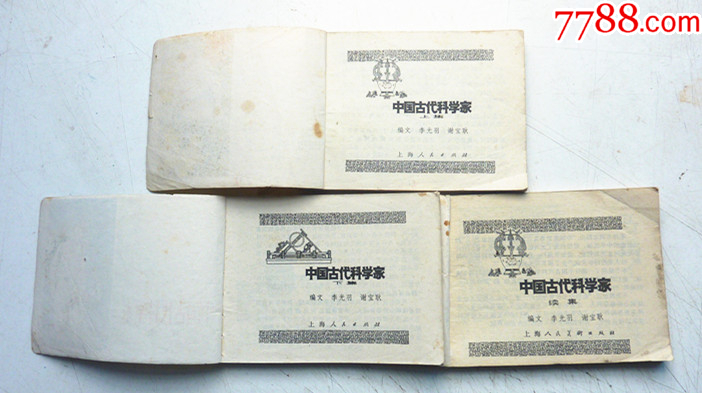 7788.com
中国古代科学家
上集
编文 李光羽 谢宝耿
上海人民出版社
中国古代科学家
下集
编文 李光羽 谢宝耿
上海人民出版社
中国古代科学家
续集
编文 李光羽 谢宝耿
上海人民美术出版社